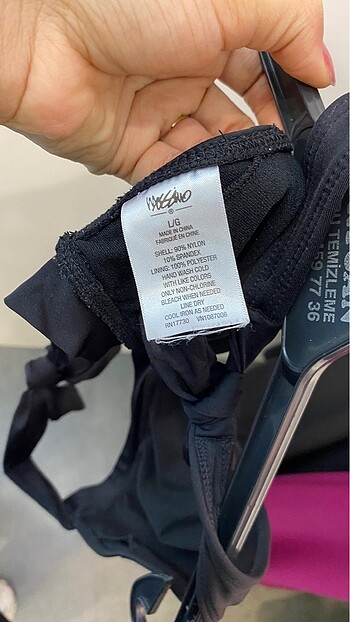 MOSSIMO
®
L/G
MADE IN CHINA
FABRIQUÉ EN CHINE
SHELL: 90% NYLON
10% SPANDEX
LINING: 100% POLYESTER
HAND WASH COLD
WITH LIKE COLORS
ONLY NON-CHLORINE
BLEACH WHEN NEEDED
LINE DRY
COOL IRON AS NEEDED
RN17730 VN1087006
TEMİZLEME
59 77 36